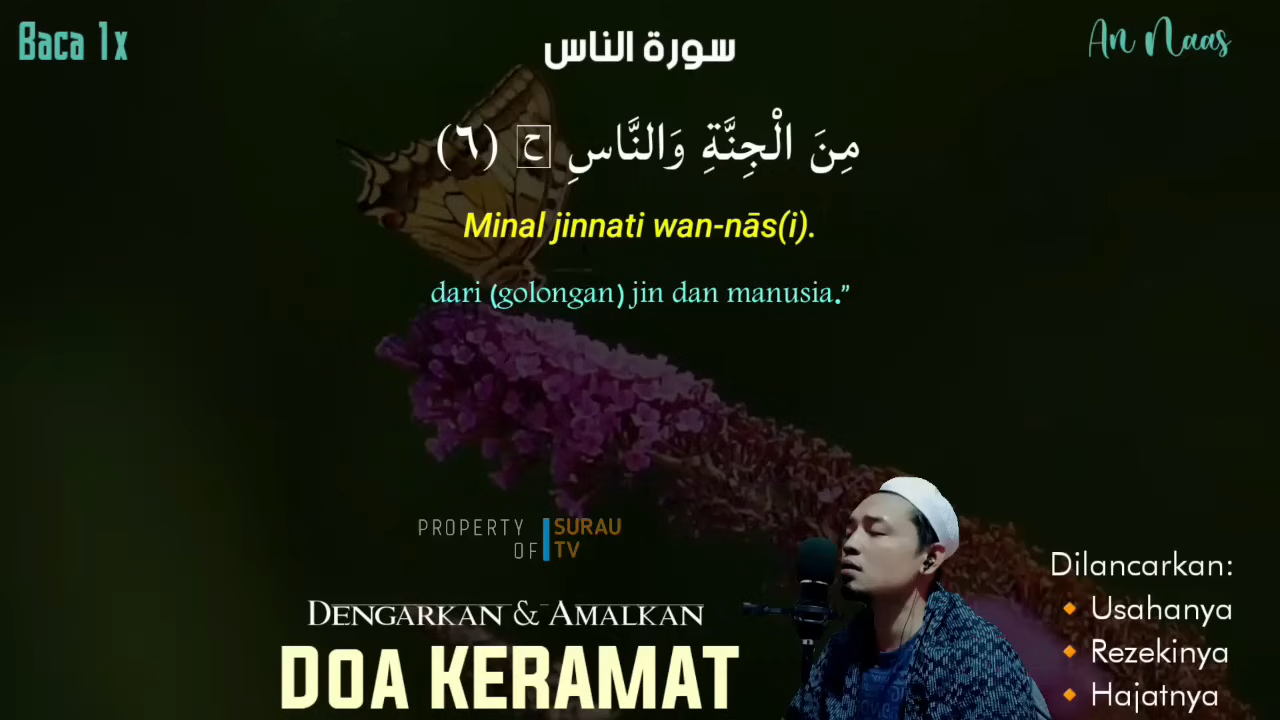 Baca 1x
سورة الناس
An Naas
مِنَ الْجِنَّةِ وَالنَّاسِ ࣖ (٦)
Minal jinnati wan-nās(i).
dari (golongan) jin dan manusia.”
PROPERTY OF SURAU TV
DENGARKAN & AMALKAN
DOA KERAMAT
Dilancarkan:
🔸 Usahanya
🔸 Rezekinya
🔸 Hajatnya